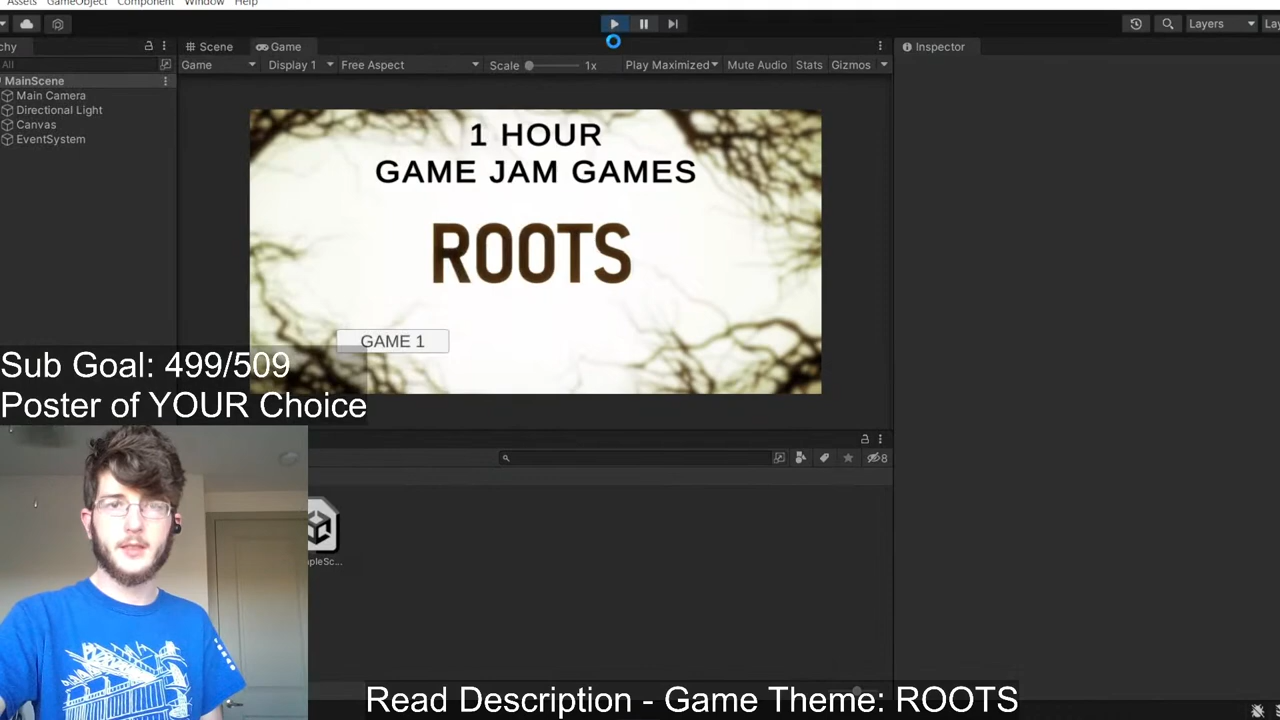 Assets GameObject Component Window Help
Layers
Lay
chy
Scene
Game
Inspector
All
Game
Display 1
Free Aspect
Scale
1x
Play Maximized
Mute Audio
Stats
Gizmos
MainScene
Main Camera
Directional Light
Canvas
EventSystem
1 HOUR
GAME JAM GAMES
ROOTS
GAME 1
Sub Goal: 499/509
Poster of YOUR Choice
8
pleSc...
Read Description - Game Theme: ROOTS